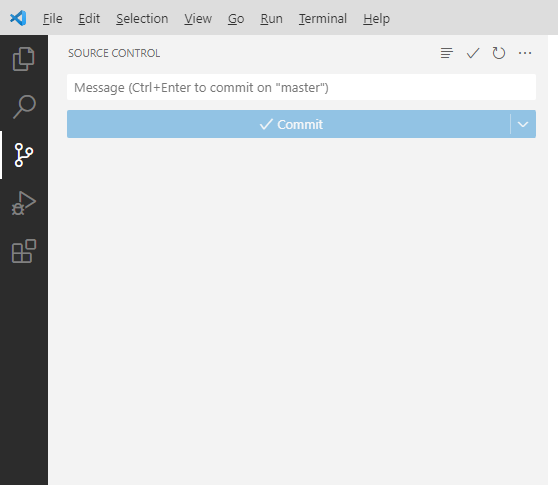 File Edit Selection View Go Run Terminal Help
SOURCE CONTROL
Message (Ctrl+Enter to commit on "master")
Commit